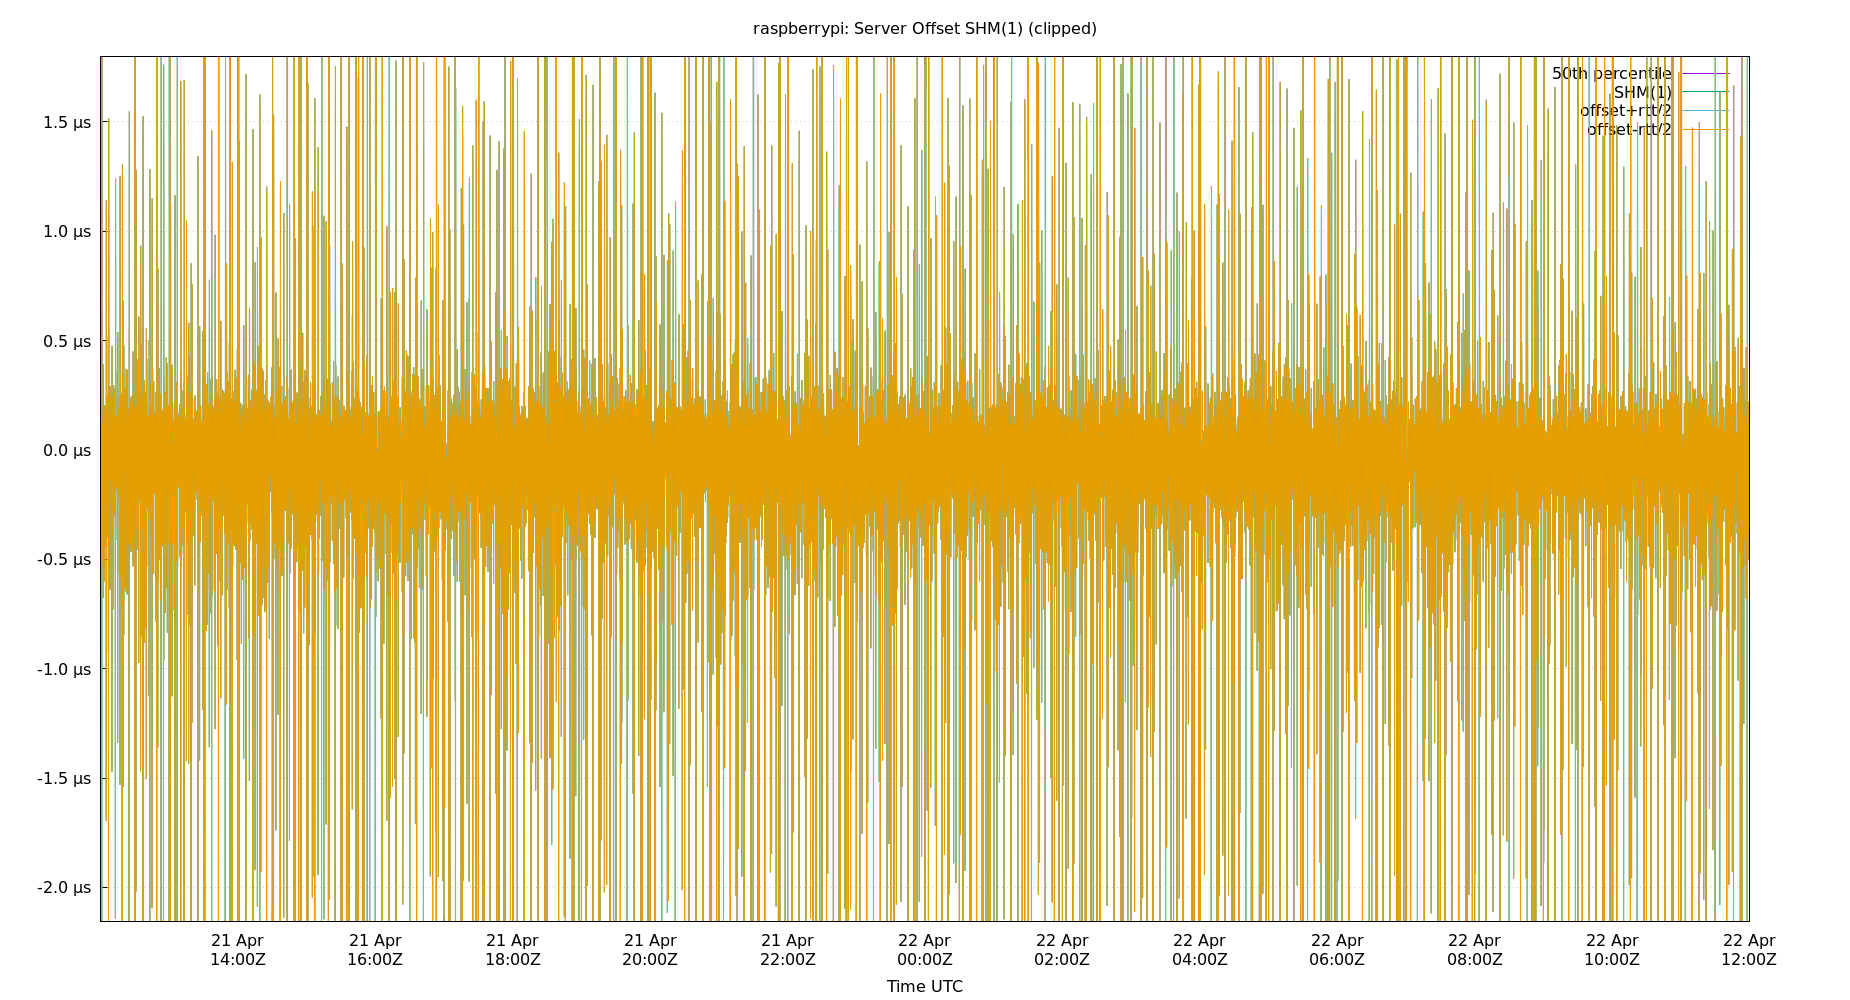 raspberrypi: Server Offset SHM(1) (clipped)
50th percentile
SHM(1)
offset+rtt/2
offset-rtt/2
1.5 µs
1.0 µs
0.5 µs
0.0 µs
-0.5 µs
-1.0 µs
-1.5 µs
-2.0 µs
21 Apr 21 Apr 21 Apr 21 Apr 21 Apr 22 Apr 22 Apr 22 Apr 22 Apr 22 Apr 22 Apr 22 Apr
14:00Z 16:00Z 18:00Z 20:00Z 22:00Z 00:00Z 02:00Z 04:00Z 06:00Z 08:00Z 10:00Z 12:00Z
Time UTC